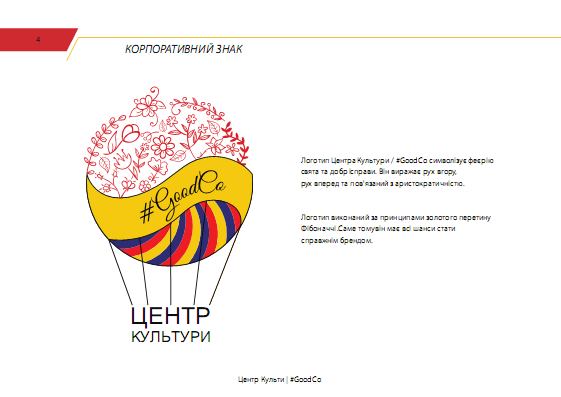 4
КОРПОРАТИВНИЙ ЗНАК
#GoodCo
ЦЕНТР
КУЛЬТУРИ
Логотип Центра Культури / #GoodCo символізує феєрію
свята та добрі справи. Він виражає рух вгору,
рух вперед та пов'язаний з аристократичністю.
Логотип виконаний за принципами золотого перетину
Фібоначчі .Саме томувін має всі шанси стати
справжнім брендом.
Центр Культи | #GoodCo